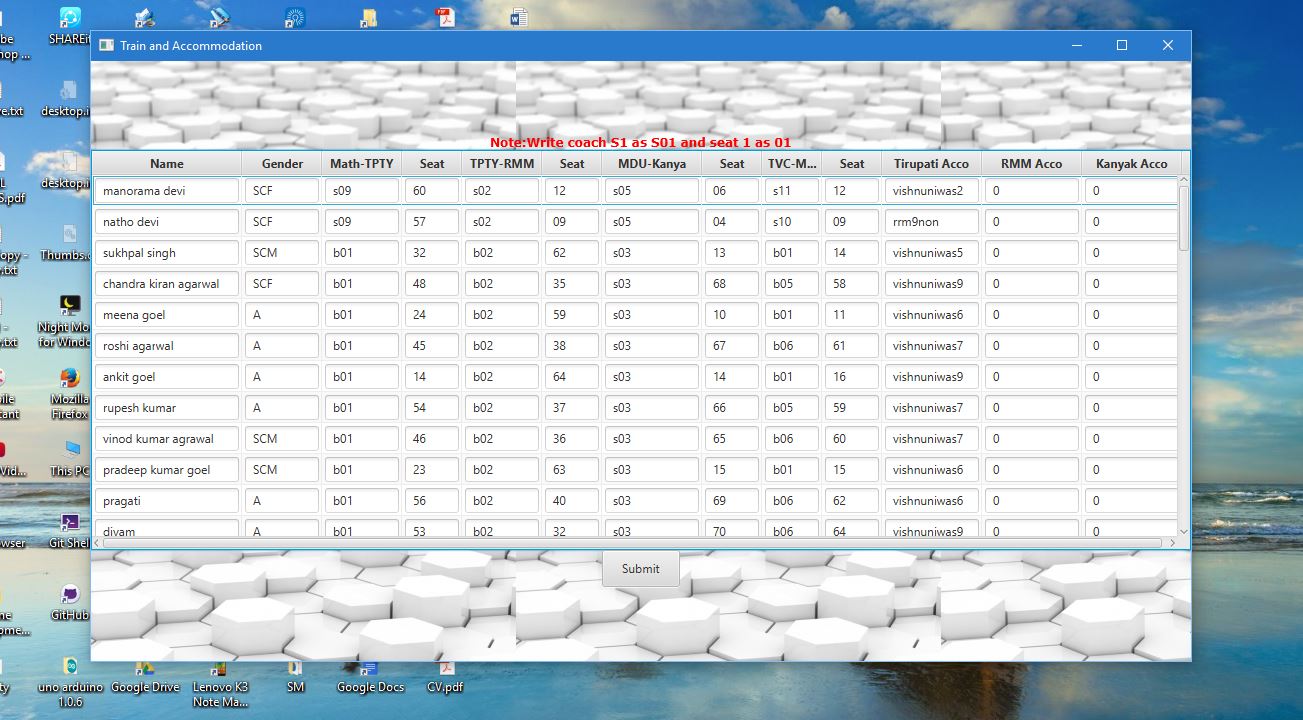 be
SHAREit
op ...
Train and Accommodation
e.txt
desktop.i
Note:Write coach S1 as S01 and seat 1 as 01
Name Gender Math-TPTY Seat TPTY-RMM Seat MDU-Kanya Seat TVC-M... Seat Tirupati Acco RMM Acco Kanyak Acco
manorama devi SCF s09 60 s02 12 s05 06 s11 12 vishnuniwas2 0 0
natho devi SCF s09 57 s02 09 s05 04 s10 09 rrm9non 0 0
sukhpal singh SCM b01 32 b02 62 s03 13 b01 14 vishnuniwas5 0 0
chandra kiran agarwal SCF b01 48 b02 35 s03 68 b05 58 vishnuniwas9 0 0
meena goel A b01 24 b02 59 s03 10 b01 11 vishnuniwas6 0 0
roshi agarwal A b01 45 b02 38 s03 67 b06 61 vishnuniwas7 0 0
ankit goel A b01 14 b02 64 s03 14 b01 16 vishnuniwas9 0 0
rupesh kumar A b01 54 b02 37 s03 66 b05 59 vishnuniwas7 0 0
vinod kumar agrawal SCM b01 46 b02 36 s03 65 b06 60 vishnuniwas7 0 0
pradeep kumar goel SCM b01 23 b02 63 s03 15 b01 15 vishnuniwas6 0 0
pragati A b01 56 b02 40 s03 69 b06 62 vishnuniwas6 0 0
divam A b01 53 b02 32 s03 70 b06 64 vishnuniwas9 0 0
Submit
desktop.i
S.pdf
opy -
.txt
Thumbs.
Night Mo
for Windo
.txt
Mozilla
Firefox
Vid...
This PC
wser
Git Shel
GitHub
ome...
uno arduino
1.0.6
Google Drive
Lenovo K3
Note Ma...
SM
Google Docs
CV.pdf